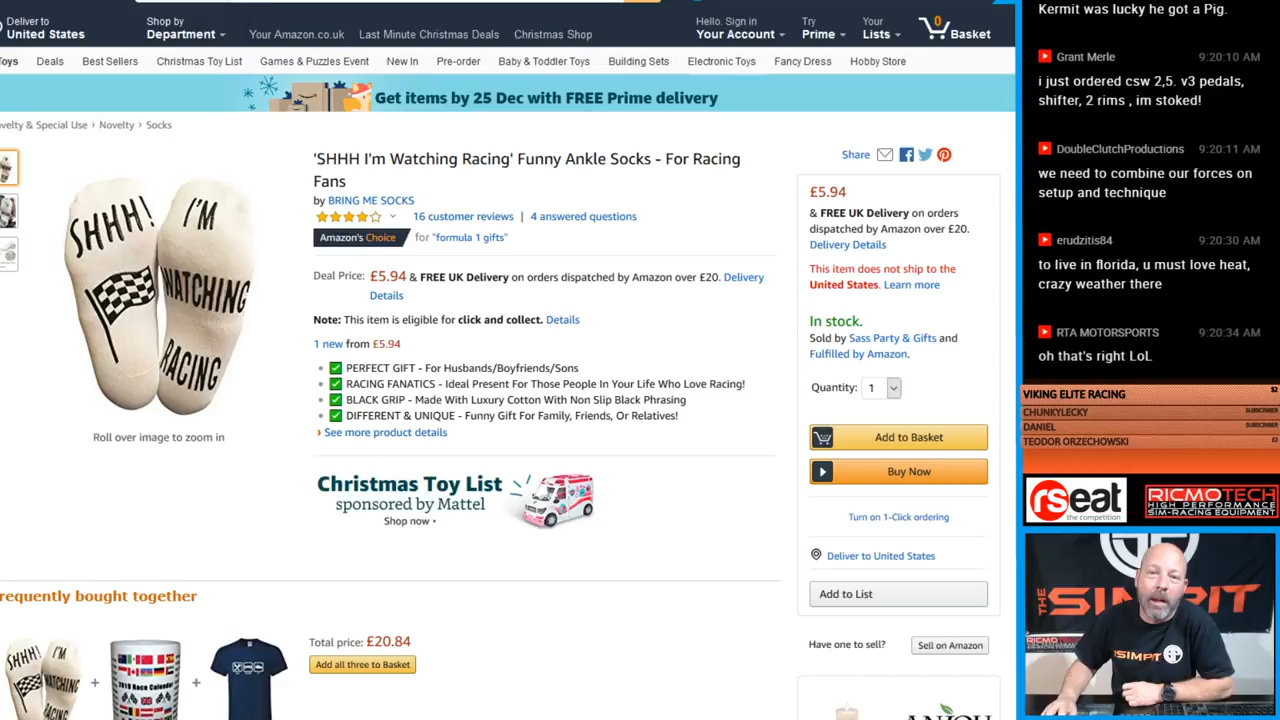 Deliver to
United States
Shop by
Department
Your Amazon.co.uk
Last Minute Christmas Deals
Christmas Shop
Hello. Sign in
Your Account
Try
Prime
Your
Lists
0
Basket
Toys
Deals
Best Sellers
Christmas Toy List
Games & Puzzles Event
New In
Pre-order
Baby & Toddler Toys
Building Sets
Electronic Toys
Fancy Dress
Hobby Store
Get items by 25 Dec with FREE Prime delivery
ovelty & Special Use › Novelty › Socks
SHHH!
I'M
WATCHING
RACING
Roll over image to zoom in
'SHHH I'm Watching Racing' Funny Ankle Socks - For Racing
Fans
by BRING ME SOCKS
16 customer reviews | 4 answered questions
Amazon's Choice for "formula 1 gifts"
Deal Price: £5.94 & FREE UK Delivery on orders dispatched by Amazon over £20. Delivery
Details
Note: This item is eligible for click and collect. Details
1 new from £5.94
PERFECT GIFT - For Husbands/Boyfriends/Sons
RACING FANATICS - Ideal Present For Those People In Your Life Who Love Racing!
BLACK GRIP - Made With Luxury Cotton With Non Slip Black Phrasing
DIFFERENT & UNIQUE - Funny Gift For Family, Friends, Or Relatives!
› See more product details
Christmas Toy List
sponsored by Mattel
Shop now ›
Share
£5.94
& FREE UK Delivery on orders
dispatched by Amazon over £20.
Delivery Details
This item does not ship to the
United States. Learn more
In stock.
Sold by Sass Party & Gifts and
Fulfilled by Amazon.
Quantity: 1
Add to Basket
Buy Now
Turn on 1-Click ordering
Deliver to United States
Add to List
Have one to sell?
Sell on Amazon
requently bought together
SHHH!
I'M
WATCHING
2019 Race Calendar
Total price: £20.84
Add all three to Basket
Kermit was lucky he got a Pig.
Grant Merle 9:20:10 AM
i just ordered csw 2,5. v3 pedals,
shifter, 2 rims , im stoked!
DoubleClutchProductions 9:20:11 AM
we need to combine our forces on
setup and technique
erudzitis84 9:20:30 AM
to live in florida, u must love heat,
crazy weather there
RTA MOTORSPORTS 9:20:34 AM
oh that's right LoL
VIKING ELITE RACING
CHUNKYLECKY SUBSCRIBER
DANIEL SUBSCRIBER
TEODOR ORZECHOWSKI
rseat
the competition
RICMOTECH
HIGH PERFORMANCE
SIM-RACING EQUIPMENT
THE
SIMPIT
RICMOTECH
SIMPIT